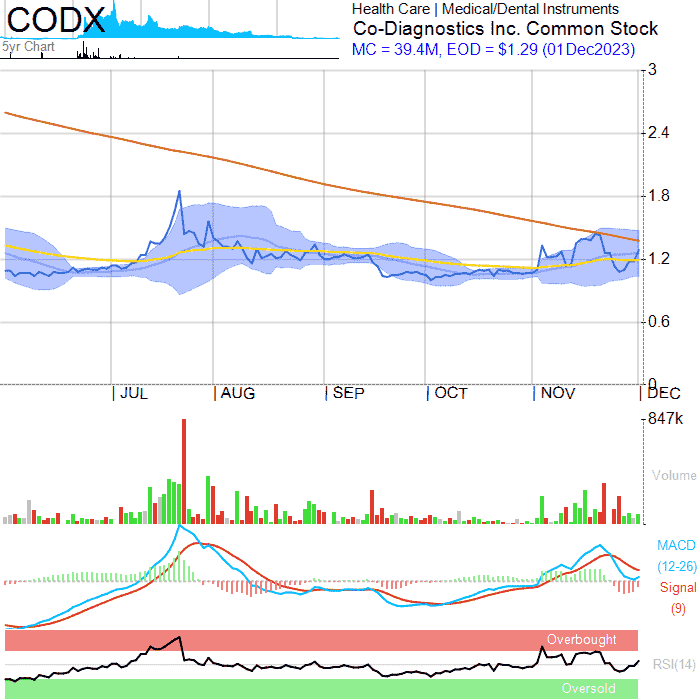 CODX
5yr Chart
Health Care | Medical/Dental Instruments
Co-Diagnostics Inc. Common Stock
MC = 39.4M, EOD = $1.29 (01Dec2023)
3
2.4
1.8
1.2
0.6
0
JUL AUG SEP OCT NOV DEC
847k
Volume
MACD
(12-26)
Signal
(9)
Overbought
RSI(14)
Oversold